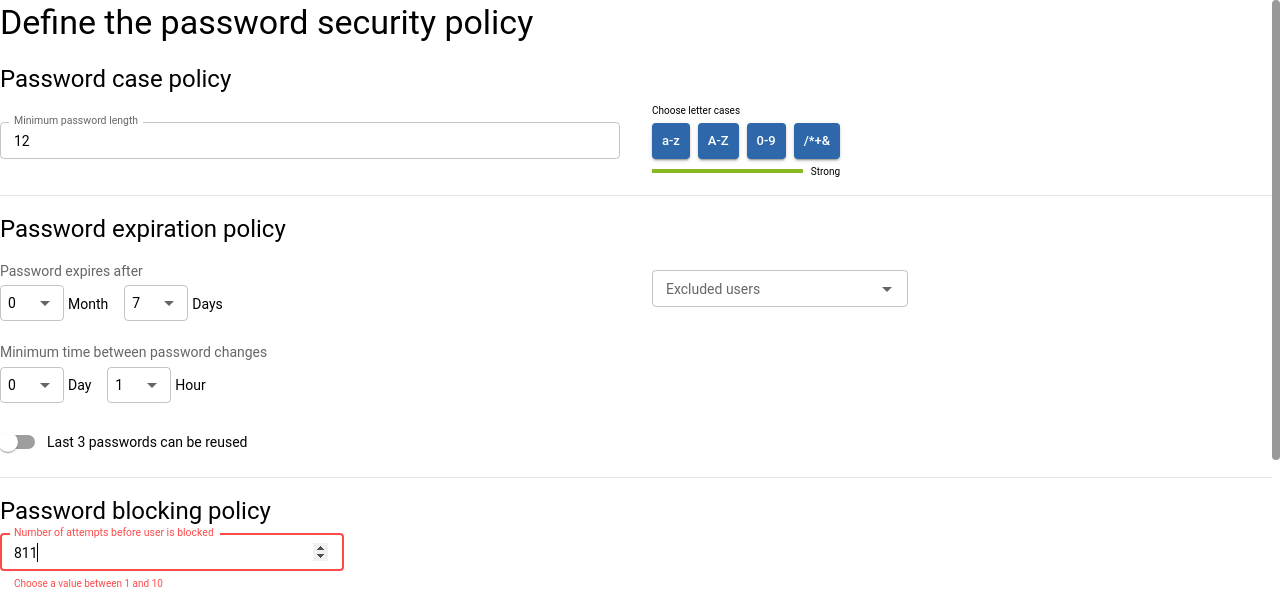 Define the password security policy
Password case policy
Minimum password length
12
Choose letter cases
a-z A-Z 0-9 /*+&
Strong
Password expiration policy
Password expires after
0 Month 7 Days
Excluded users
Minimum time between password changes
0 Day 1 Hour
Last 3 passwords can be reused
Password blocking policy
Number of attempts before user is blocked
811
Choose a value between 1 and 10